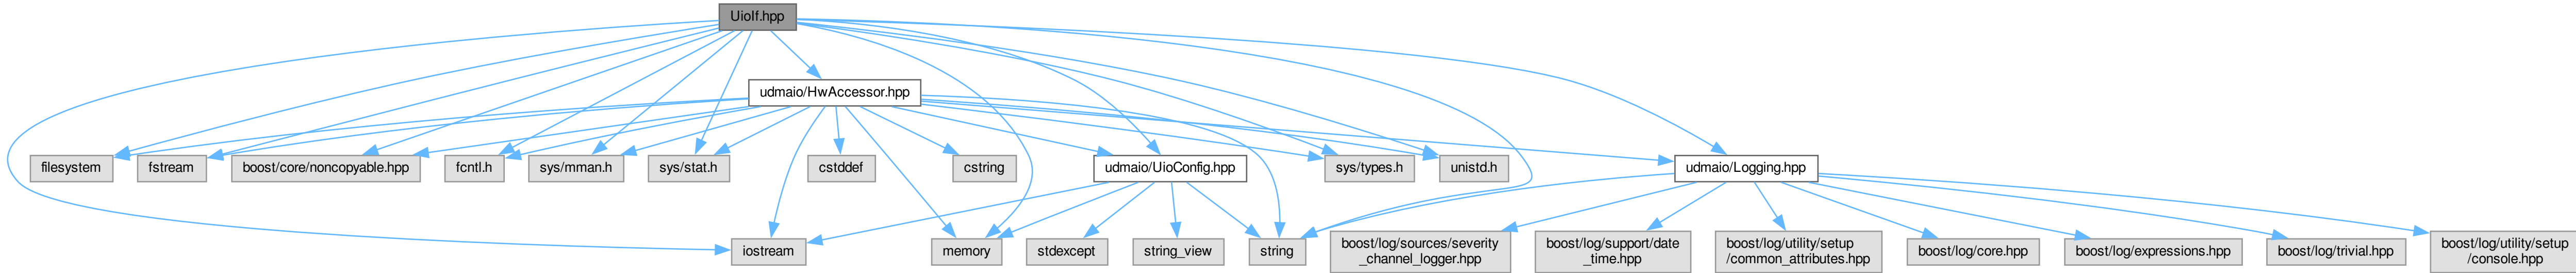 UioIf.hpp
udmaio/HwAccessor.hpp
filesystem
fstream
boost/core/noncopyable.hpp
fcntl.h
sys/mman.h
sys/stat.h
cstddef
cstring
udmaio/UioConfig.hpp
sys/types.h
unistd.h
udmaio/Logging.hpp
iostream
memory
stdexcept
string_view
string
boost/log/sources/severity
_channel_logger.hpp
boost/log/support/date
_time.hpp
boost/log/utility/setup
/common_attributes.hpp
boost/log/core.hpp
boost/log/expressions.hpp
boost/log/trivial.hpp
boost/log/utility/setup
/console.hpp